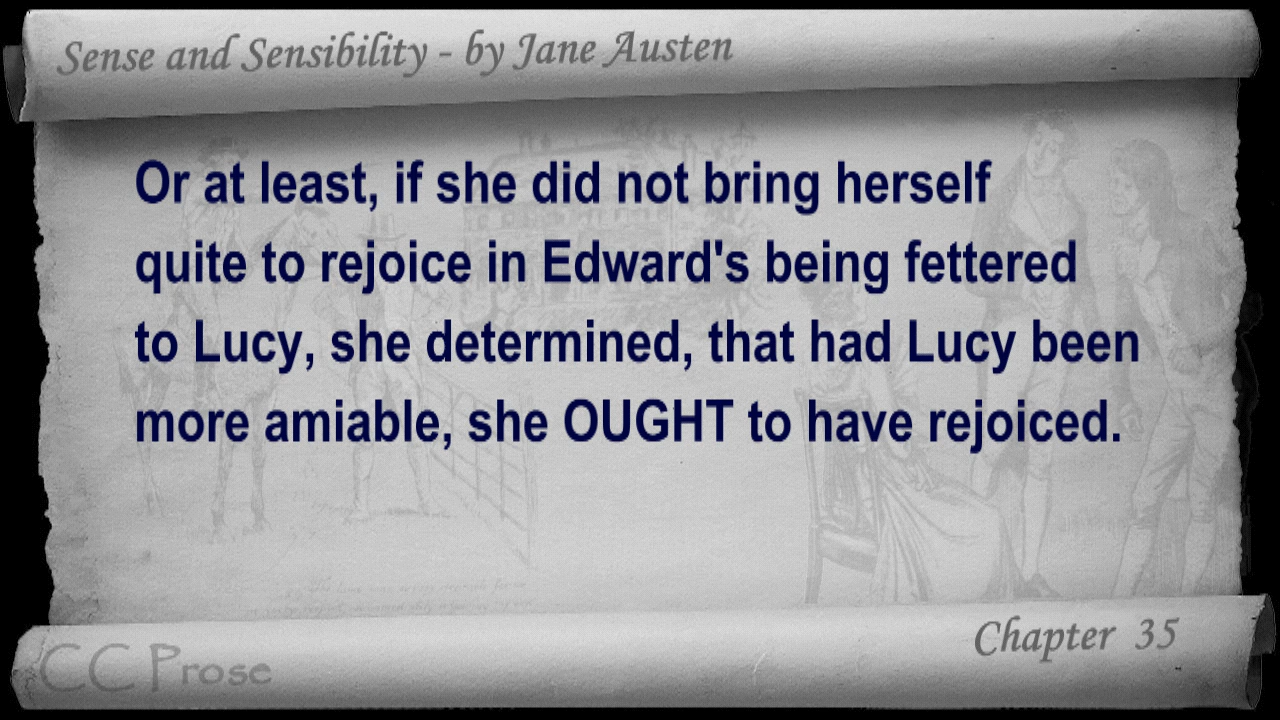 Sense and Sensibility - by Jane Austen
Or at least, if she did not bring herself
quite to rejoice in Edward's being fettered
to Lucy, she determined, that had Lucy been
more amiable, she OUGHT to have rejoiced.
Chapter 35
CC Prose